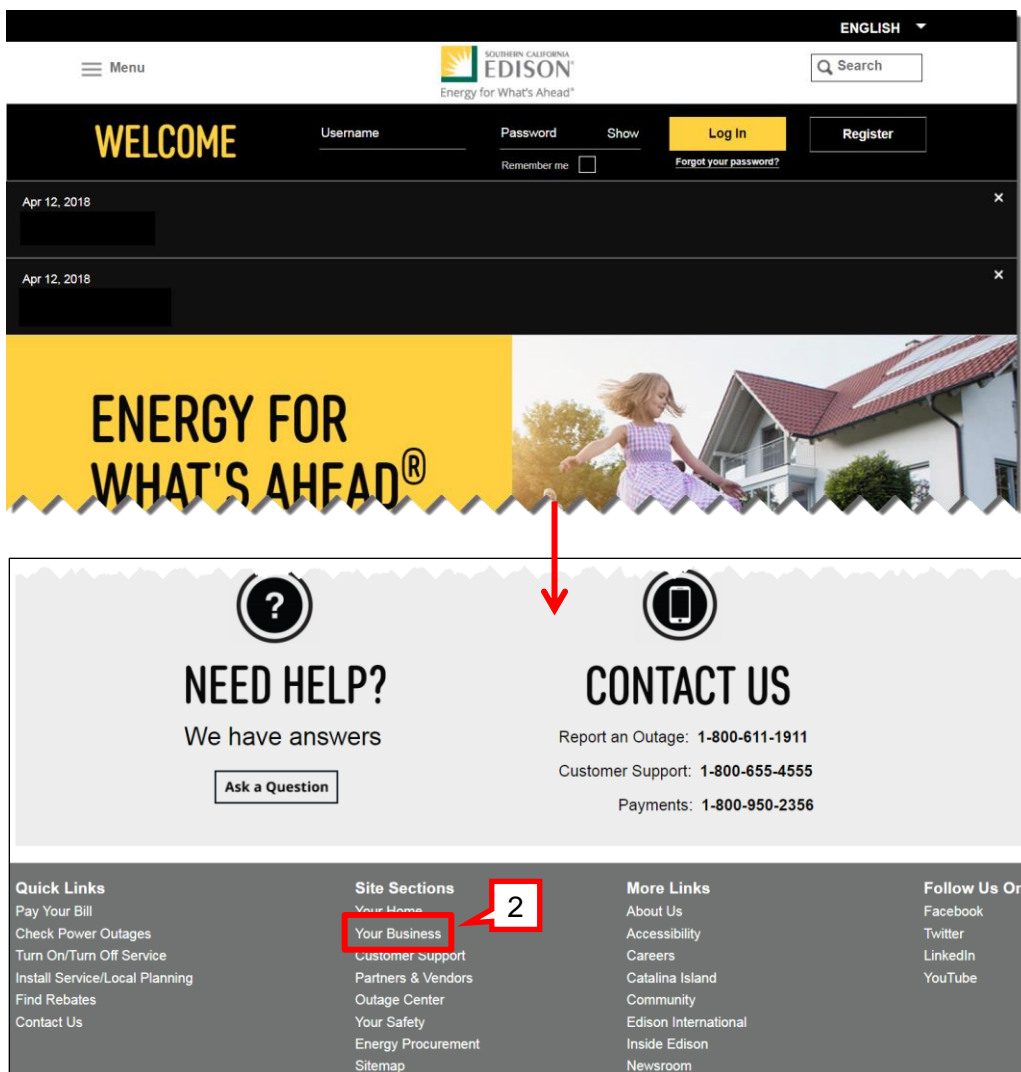 ENGLISH
Menu
SOUTHERN CALIFORNIA
EDISON®
Energy for What's Ahead®
Search
WELCOME
Username
Password
Show
Log In
Register
Remember me
Forgot your password?
Apr 12, 2018
×
Apr 12, 2018
×
ENERGY FOR
WHAT'S AHEAD®
?
NEED HELP?
We have answers
Ask a Question
CONTACT US
Report an Outage: 1-800-611-1911
Customer Support: 1-800-655-4555
Payments: 1-800-950-2356
Quick Links
Pay Your Bill
Check Power Outages
Turn On/Turn Off Service
Install Service/Local Planning
Find Rebates
Contact Us
Site Sections
Your Home
Your Business
Customer Support
Partners & Vendors
Outage Center
Your Safety
Energy Procurement
Sitemap
2
More Links
About Us
Accessibility
Careers
Catalina Island
Community
Edison International
Inside Edison
Newsroom
Follow Us On
Facebook
Twitter
LinkedIn
YouTube